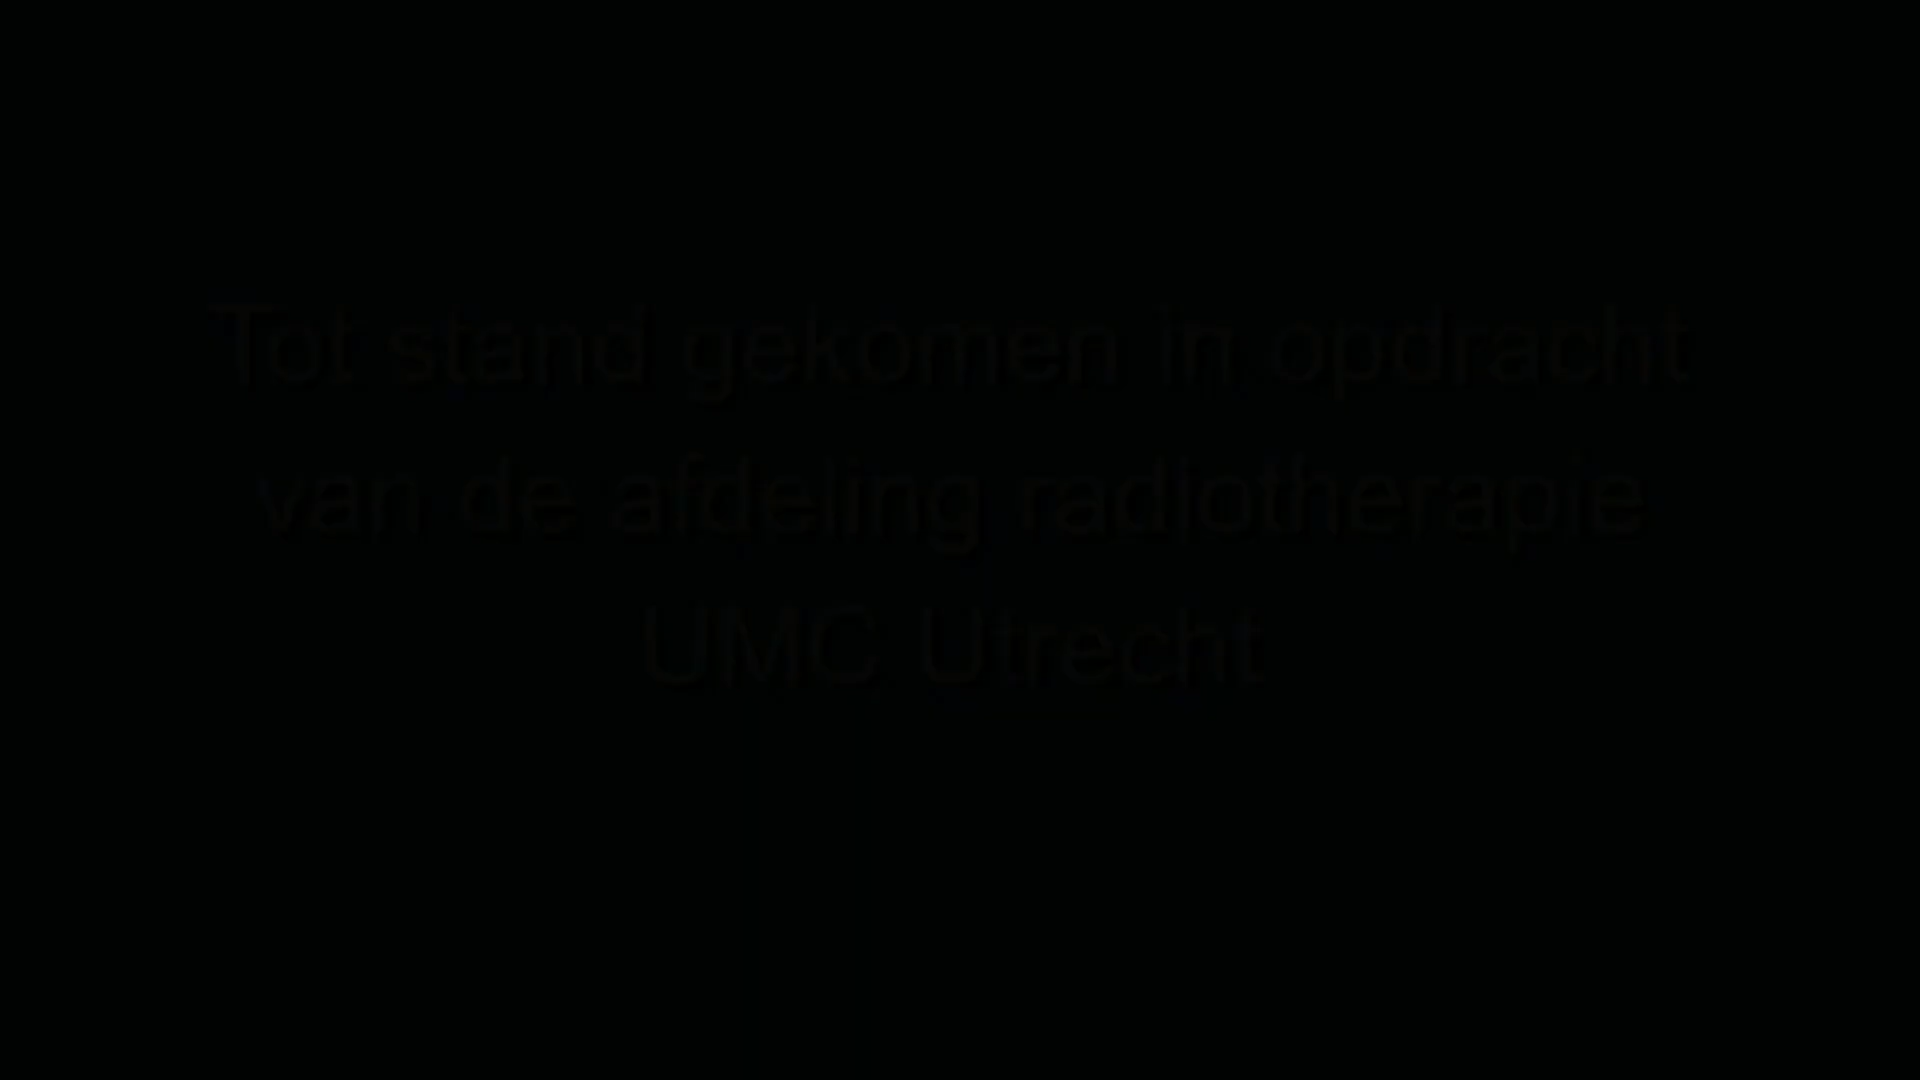 Tot stand gekomen in opdracht
van de afdeling radiotherapie
UMC Utrecht